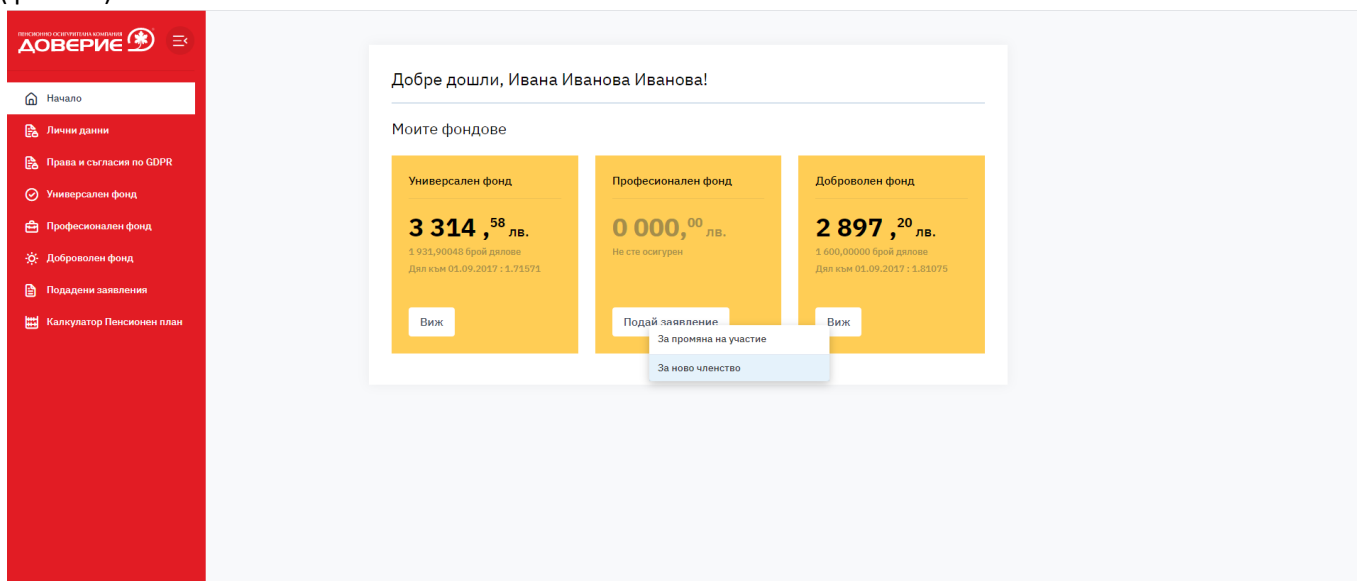 ПЕНСИОННО ОСИГУРИТЕЛНА КОМПАНИЯ
ДОВЕРИЕ
Начало
Лични данни
Права и съгласия по GDPR
Универсален фонд
Професионален фонд
Доброволен фонд
Подадени заявления
Калкулатор Пенсионен план
Добре дошли, Ивана Иванова Иванова!
Моите фондове
Универсален фонд
3 314 ,58 лв.
1 931,90048 брой дялове
Дял към 01.09.2017 : 1.71571
Виж
Професионален фонд
0 000,00 лв.
Не сте осигурен
Подай заявление
За промяна на участие
За ново членство
Доброволен фонд
2 897 ,20 лв.
1 600,00000 брой дялове
Дял към 01.09.2017 : 1.81075
Виж